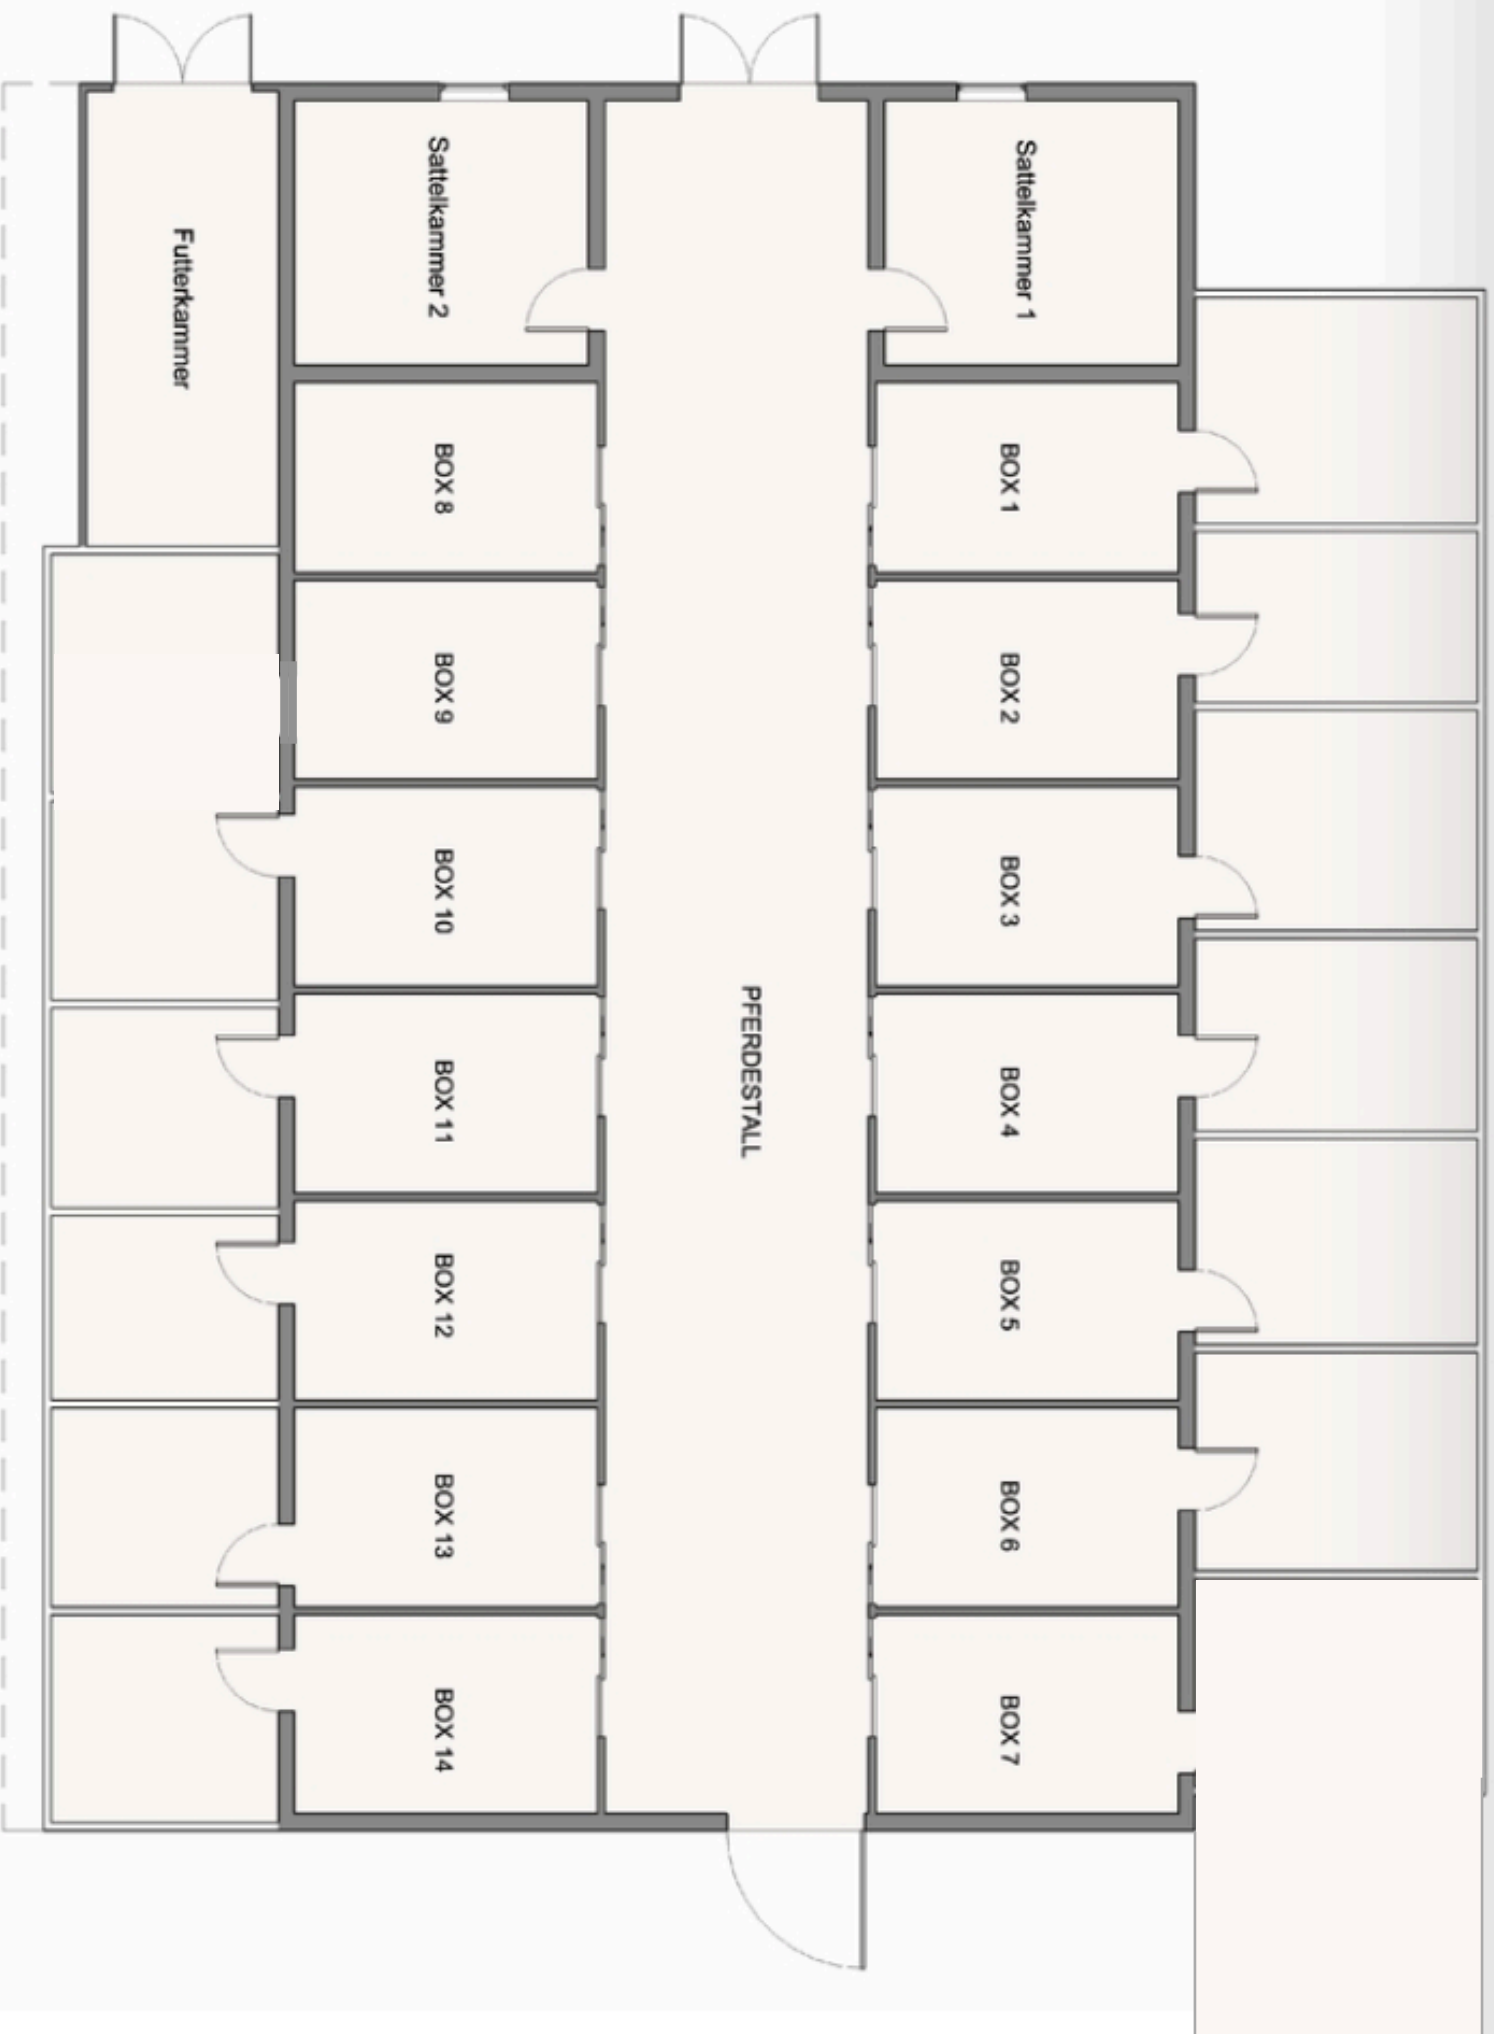 Futterkammer
Sattelkammer 2
Sattelkammer 1
BOX 8
BOX 1
BOX 9
BOX 2
BOX 10
BOX 3
PFERDESTALL
BOX 11
BOX 4
BOX 12
BOX 5
BOX 13
BOX 6
BOX 14
BOX 7